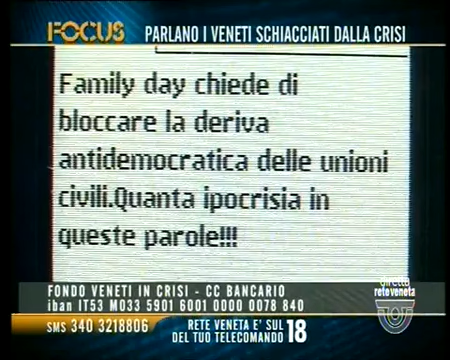 FOCUS PARLANO I VENETI SCHIACCIATI DALLA CRISI
Family day chiede di
bloccare la deriva
antidemocratica delle unioni
civili.Quanta ipocrisia in
queste parole!!!
diretta
reteveneta
FONDO VENETI IN CRISI - CC BANCARIO
iban IT53 M033 5901 6001 0000 0078 840
SMS 340 3218806
RETE VENETA E' SUL 18
DEL TUO TELECOMANDO